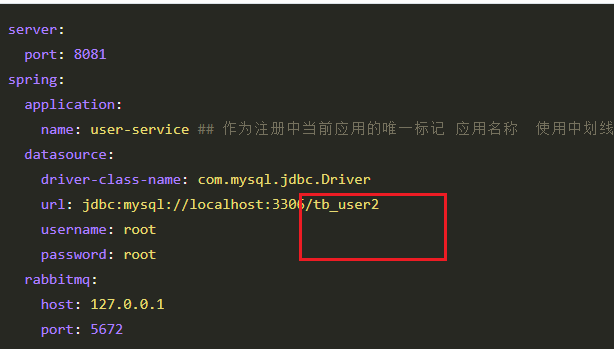 server:
port: 8081
spring:
application:
name: user-service ## 作为注册中当前应用的唯一标记 应用名称 使用中划线
datasource:
driver-class-name: com.mysql.jdbc.Driver
url: jdbc:mysql://localhost:3306/tb_user2
username: root
password: root
rabbitmq:
host: 127.0.0.1
port: 5672